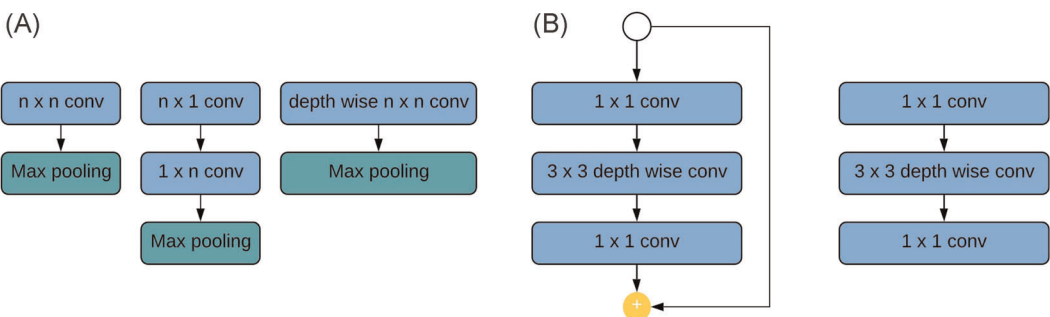 (A)
(B)
n x n conv
n x 1 conv
depth wise n x n conv
1 x 1 conv
1 x 1 conv
Max pooling
1 x n conv
Max pooling
3 x 3 depth wise conv
3 x 3 depth wise conv
Max pooling
1 x 1 conv
1 x 1 conv
+